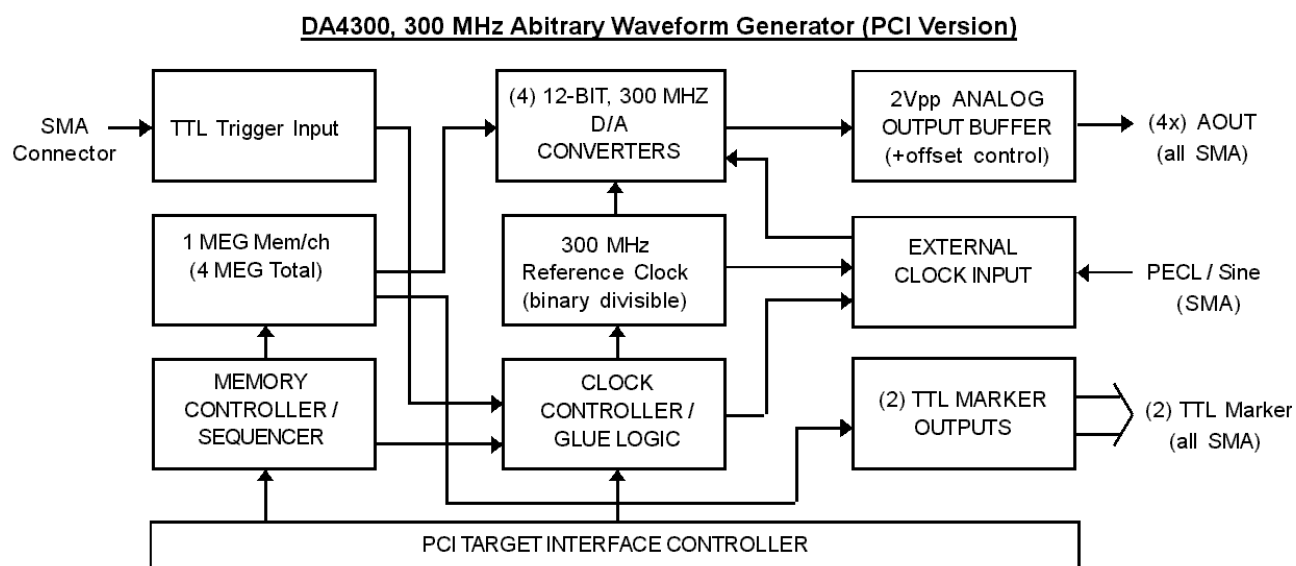 DA4300, 300 MHz Abitrary Waveform Generator (PCI Version)
SMA
Connector
TTL Trigger Input
(4) 12-BIT, 300 MHZ
D/A
CONVERTERS
2Vpp ANALOG
OUTPUT BUFFER
(+offset control)
(4x) AOUT
(all SMA)
1 MEG Mem/ch
(4 MEG Total)
300 MHz
Reference Clock
(binary divisible)
EXTERNAL
CLOCK INPUT
PECL / Sine
(SMA)
MEMORY
CONTROLLER /
SEQUENCER
CLOCK
CONTROLLER /
GLUE LOGIC
(2) TTL MARKER
OUTPUTS
(2) TTL Marker
(all SMA)
PCI TARGET INTERFACE CONTROLLER